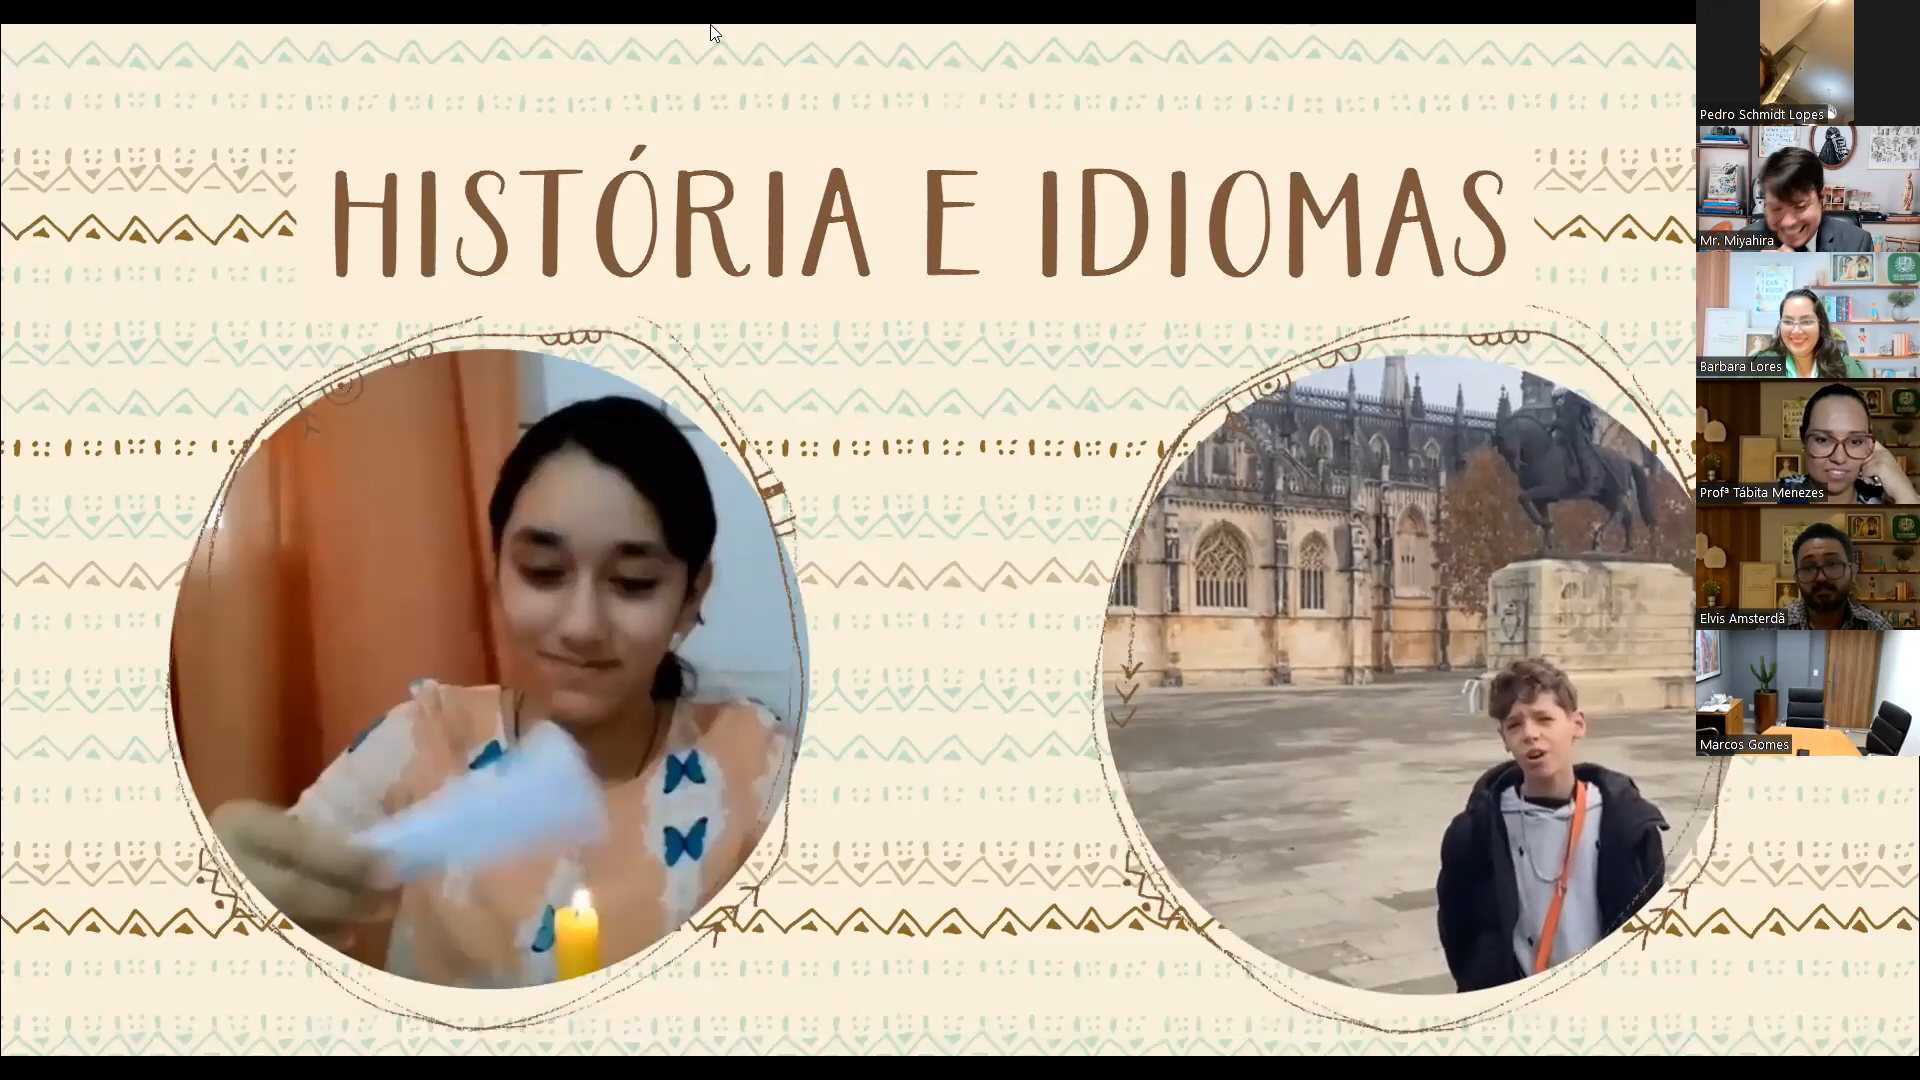 HISTÓRIA E IDIOMAS
Pedro Schmidt Lopes
Mr. Miyahira
Barbara Lores
Profª Tábita Menezes
Elvis Amsterdã
Marcos Gomes